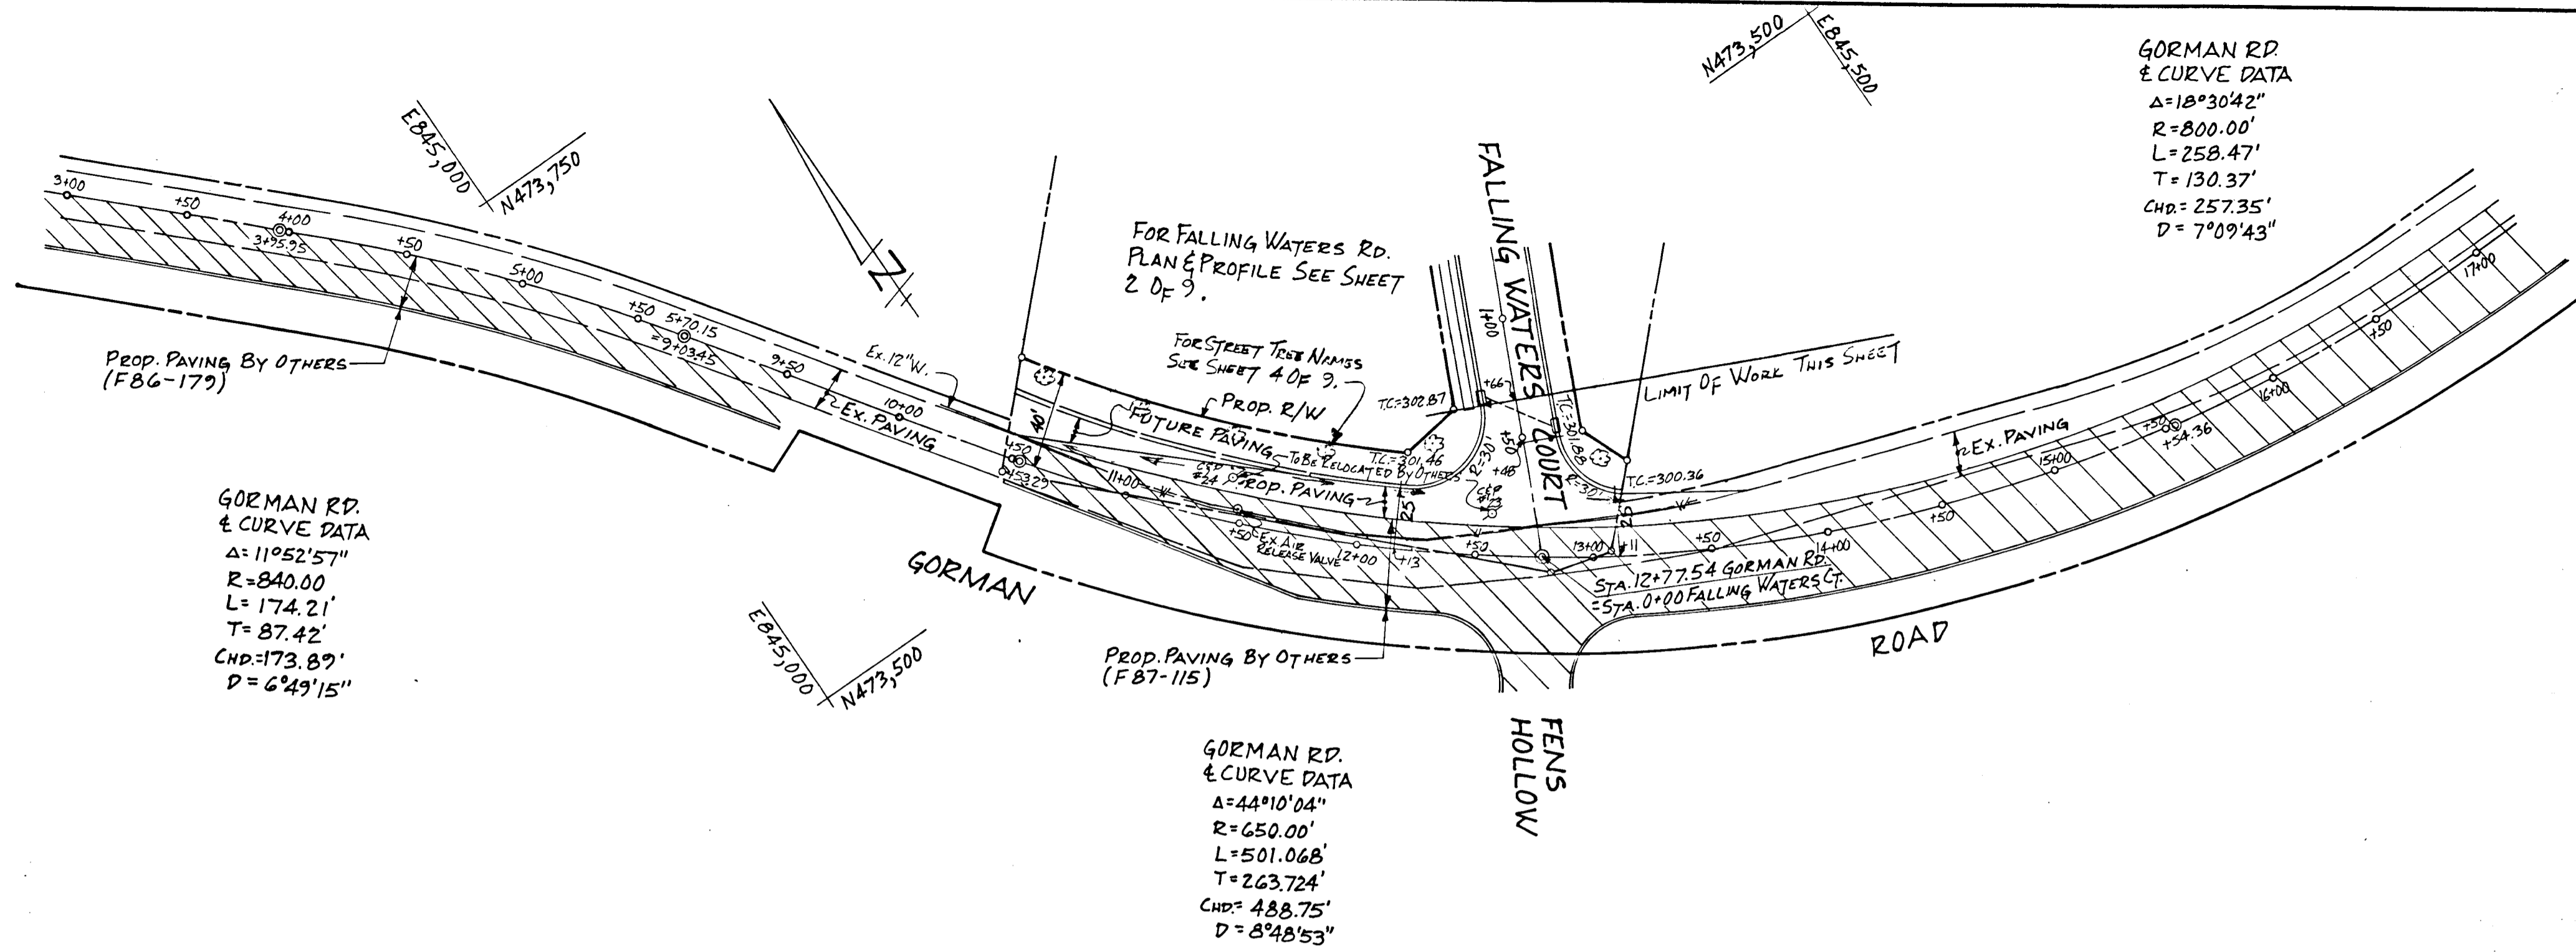 N473,500
E845,500
GORMAN RD.
℄ CURVE DATA
Δ=18°30'42"
R=800.00'
L=258.47'
T=130.37'
CHD.=257.35'
D=7°09'43"
E845,000
N473,750
Z
3+00
+50
4+00
3+95.95
+50
5+00
+50
5+70.15
=9+03.45
9+50
10+00
EX. PAVING
EX. 12" W.
PROP. PAVING BY OTHERS
(F86-179)
FOR FALLING WATERS RD.
PLAN & PROFILE SEE SHEET
2 OF 9.
FOR STREET TREE NAMES
SEE SHEET 4 OF 9.
PROP. R/W
FUTURE PAVING
TO BE RELOCATED BY OTHERS
PROP. PAVING
40'
+50
+53.29
11+00
W
C&P
#24
+50
EX AIR
RELEASE VALVE
12+00
+13
25'
+50
FALLING WATERS COURT
1+00
+66
+50
+48
R=30'
R=30'
T.C.=302.87
T.C.=301.46
T.C.=301.88
T.C.=300.36
C&P
#23
LIMIT OF WORK THIS SHEET
W
W
25'
13+00
+11
+50
14+00
+50
15+00
+50
+54.36
16+00
+50
17+00
EX. PAVING
STA. 12+77.54 GORMAN RD.
=STA. 0+00 FALLING WATERS CT.
GORMAN
ROAD
GORMAN RD.
℄ CURVE DATA
Δ=11°52'57"
R=840.00
L=174.21'
T=87.42'
CHD.=173.89'
D=6°49'15"
E845,000
N473,500
PROP. PAVING BY OTHERS
(F87-115)
FENS
HOLLOW
GORMAN RD.
℄ CURVE DATA
Δ=44°10'04"
R=650.00'
L=501.068'
T=263.724'
CHD.=488.75'
D=8°48'53"